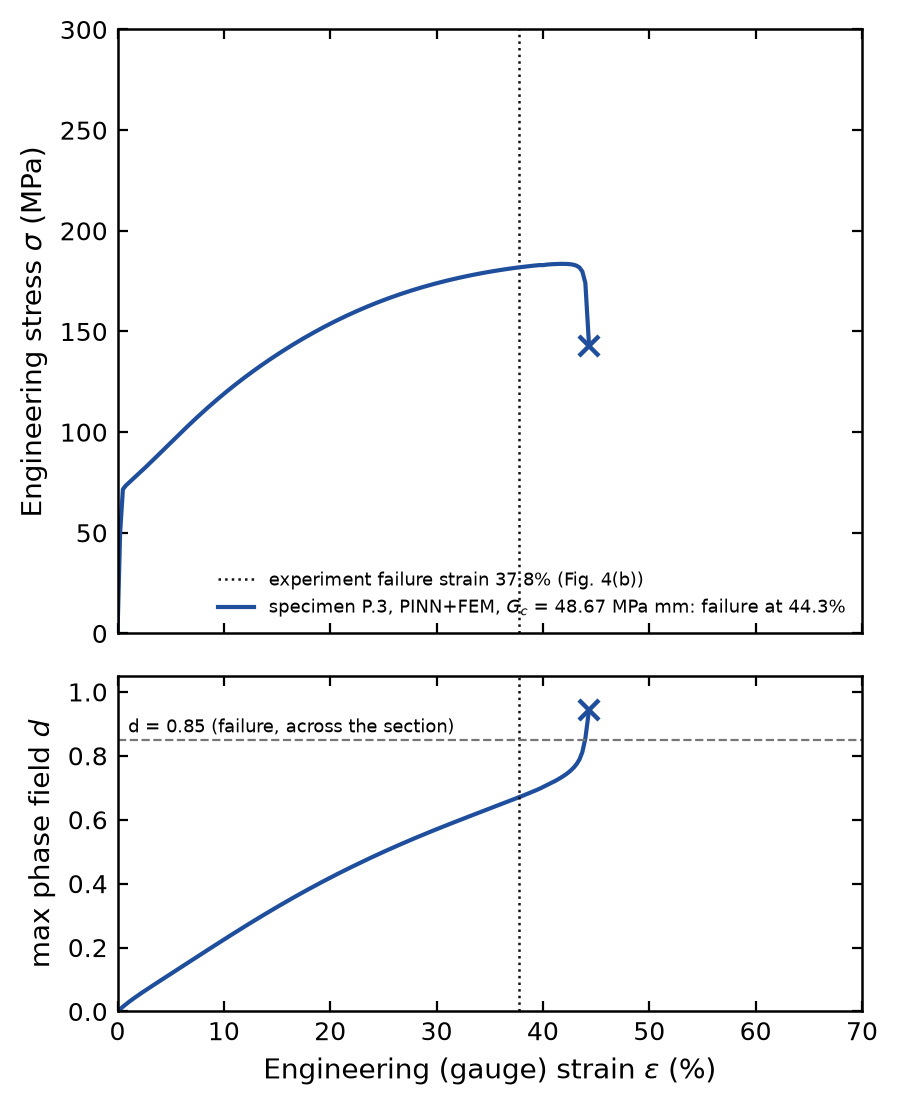 300
250
200
150
100
50
0
Engineering stress σ (MPa)
experiment failure strain 37.8% (Fig. 4(b))
specimen P.3, PINN+FEM, G_c = 48.67 MPa mm: failure at 44.3%
1.0
0.8
0.6
0.4
0.2
0.0
max phase field d
d = 0.85 (failure, across the section)
0 10 20 30 40 50 60 70
Engineering (gauge) strain ε (%)